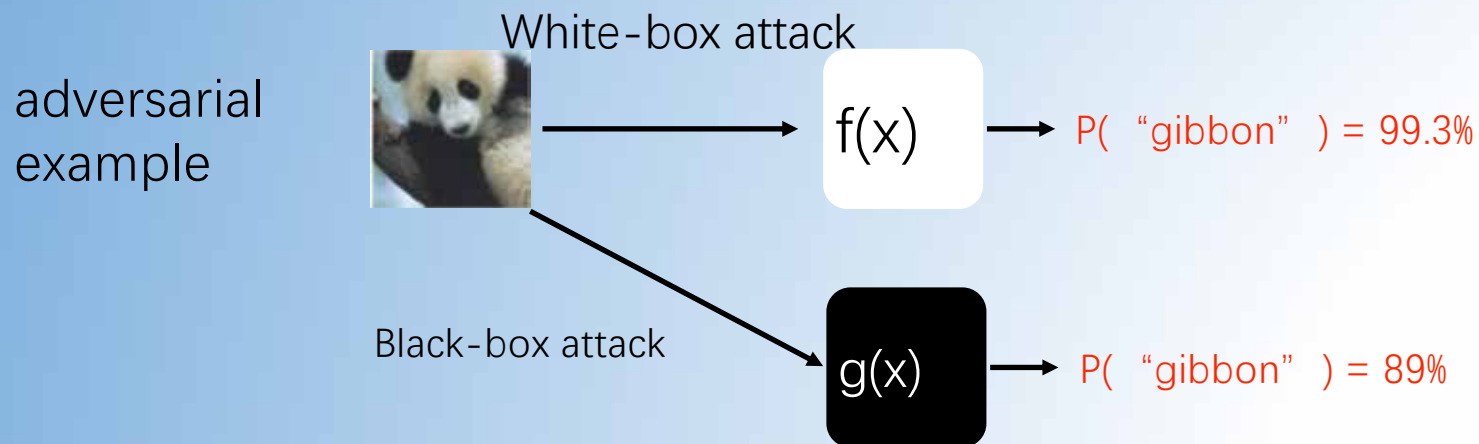 White-box attack
adversarial
example
f(x)
P( “gibbon” ) = 99.3%
Black-box attack
g(x)
P( “gibbon” ) = 89%